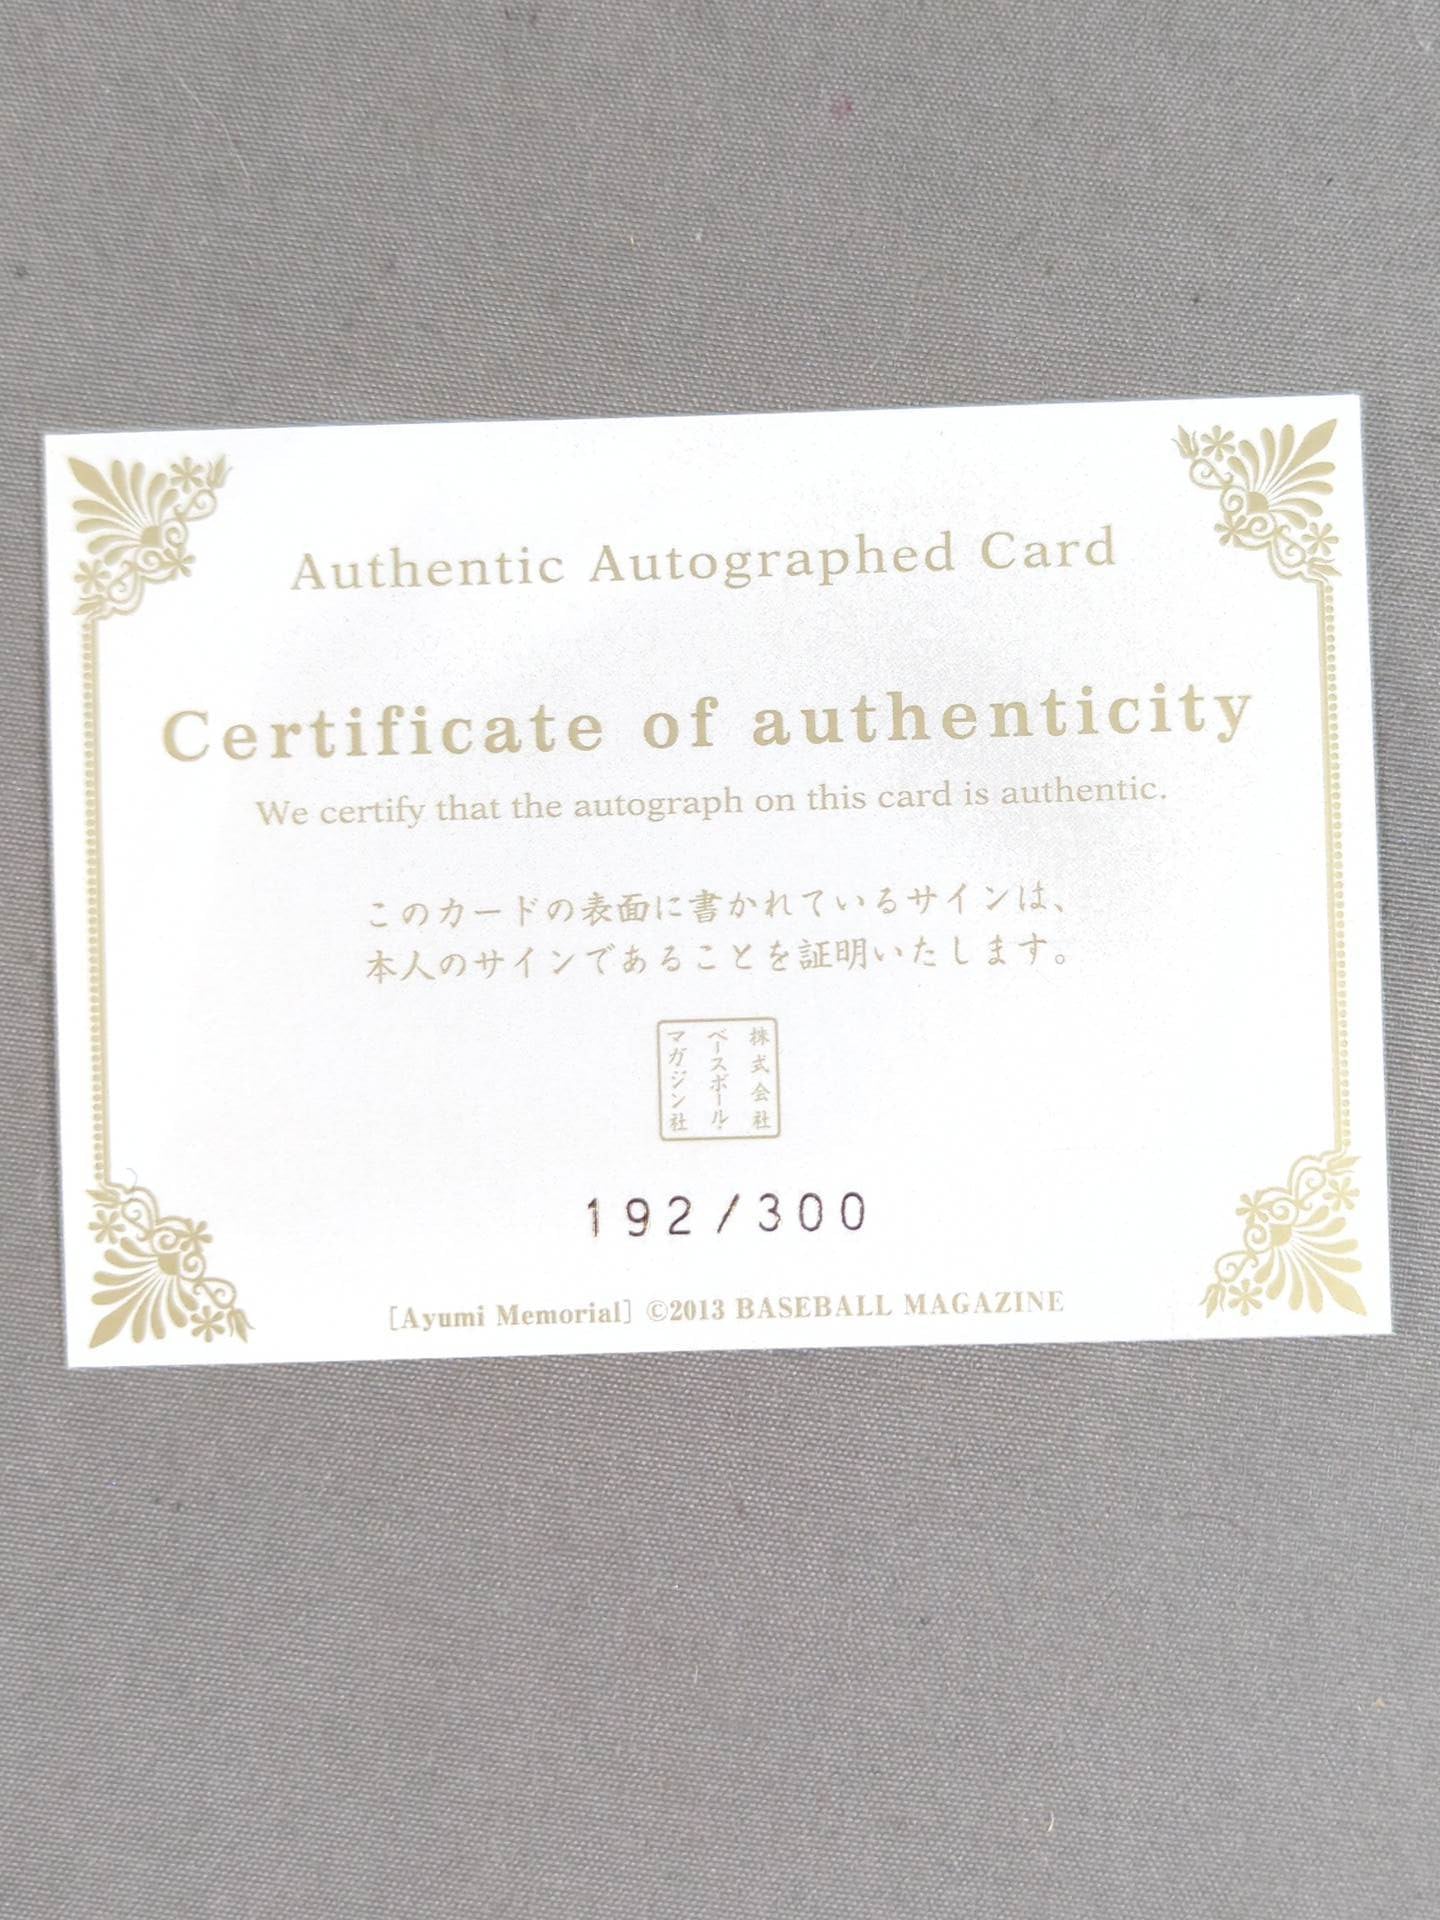 Authentic Autographed Card
Certificate of authenticity
We certify that the autograph on this card is authentic.
このカードの表面に書かれているサインは、
本人のサインであることを証明いたします。
株式会社
ベースボール・
マガジン社
192/300
[Ayumi Memorial] ©2013 BASEBALL MAGAZINE